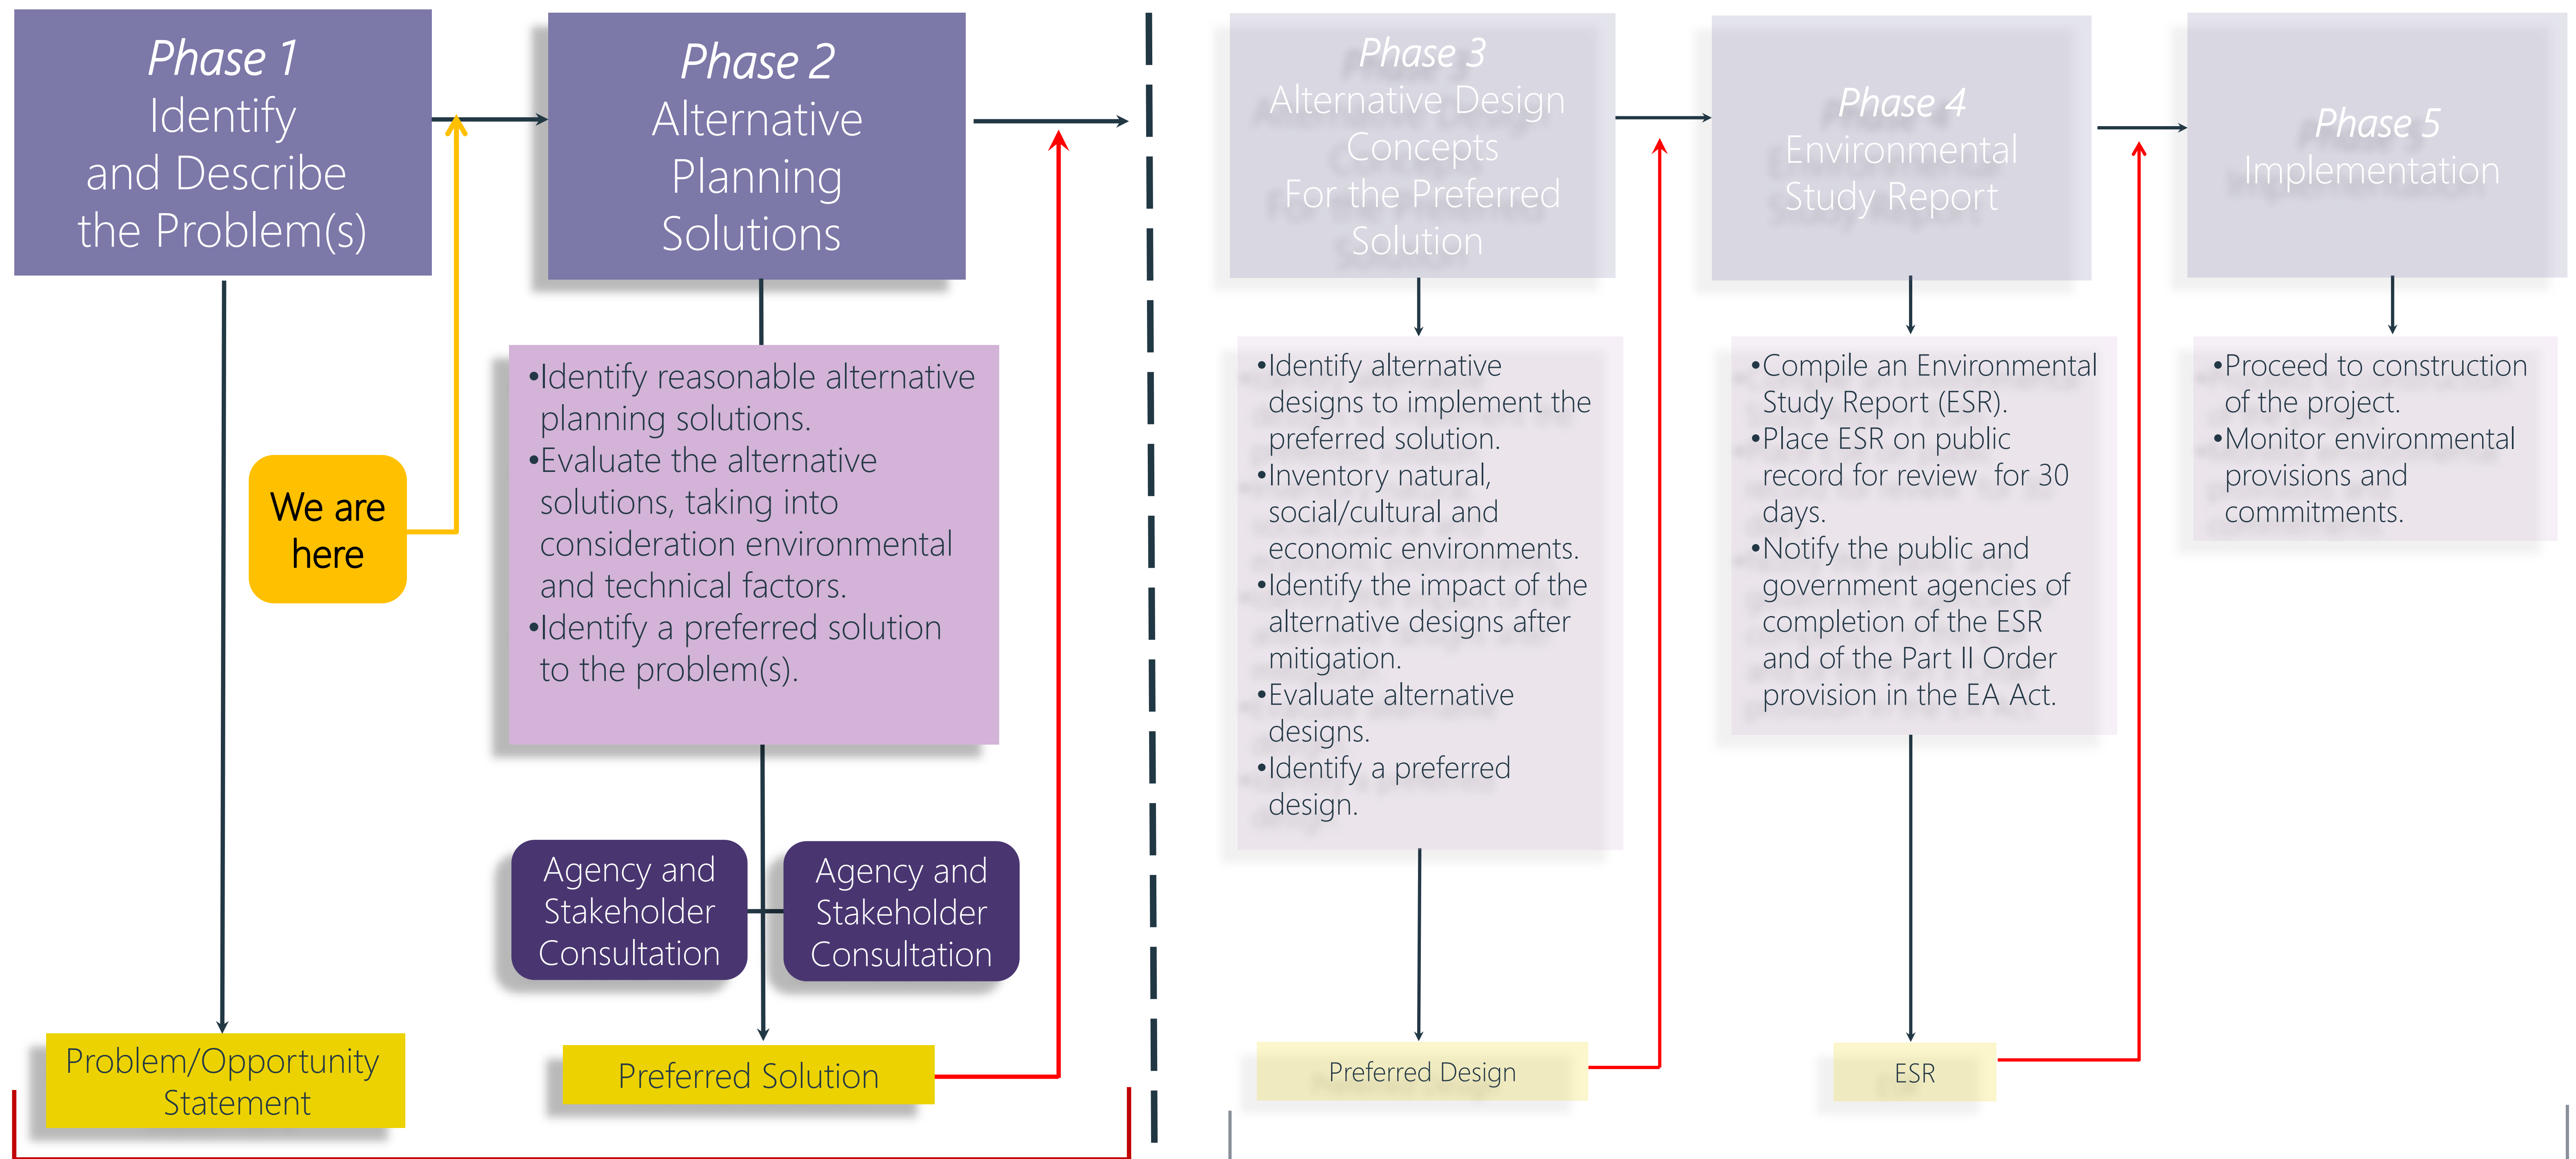 Phase 1
Identify
and Describe
the Problem(s)
Phase 2
Alternative
Planning
Solutions
Phase 3
Alternative Design
Concepts
For the Preferred
Solution
Phase 4
Environmental
Study Report
Phase 5
Implementation
We are
here
•Identify reasonable alternative
planning solutions.
•Evaluate the alternative
solutions, taking into
consideration environmental
and technical factors.
•Identify a preferred solution
to the problem(s).
•Identify alternative
designs to implement the
preferred solution.
•Inventory natural,
social/cultural and
economic environments.
•Identify the impact of the
alternative designs after
mitigation.
•Evaluate alternative
designs.
•Identify a preferred
design.
•Compile an Environmental
Study Report (ESR).
•Place ESR on public
record for review  for 30
days.
•Notify the public and
government agencies of
completion of the ESR
and of the Part II Order
provision in the EA Act.
•Proceed to construction
of the project.
•Monitor environmental
provisions and
commitments.
Agency and
Stakeholder
Consultation
Agency and
Stakeholder
Consultation
Problem/Opportunity
Statement
Preferred Solution
Preferred Design
ESR